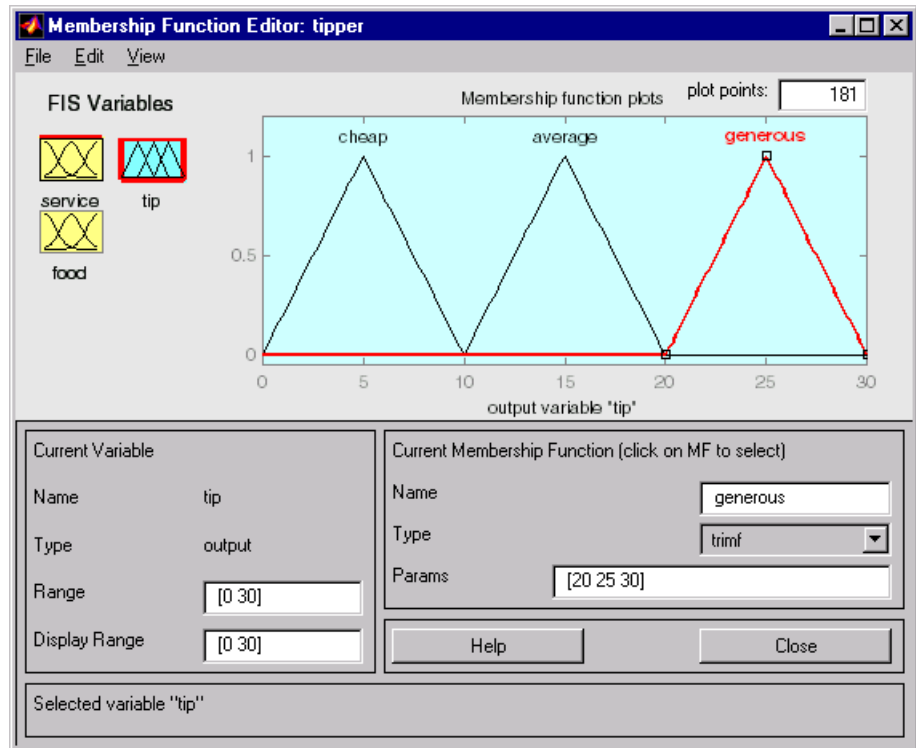 Membership Function Editor: tipper
File Edit View
FIS Variables
service
tip
food
Membership function plots
plot points: 181
cheap average generous
1
0.5
0
0 5 10 15 20 25 30
output variable "tip"
Current Variable
Name tip
Type output
Range [0 30]
Display Range [0 30]
Current Membership Function (click on MF to select)
Name generous
Type trimf
Params [20 25 30]
Help Close
Selected variable "tip"